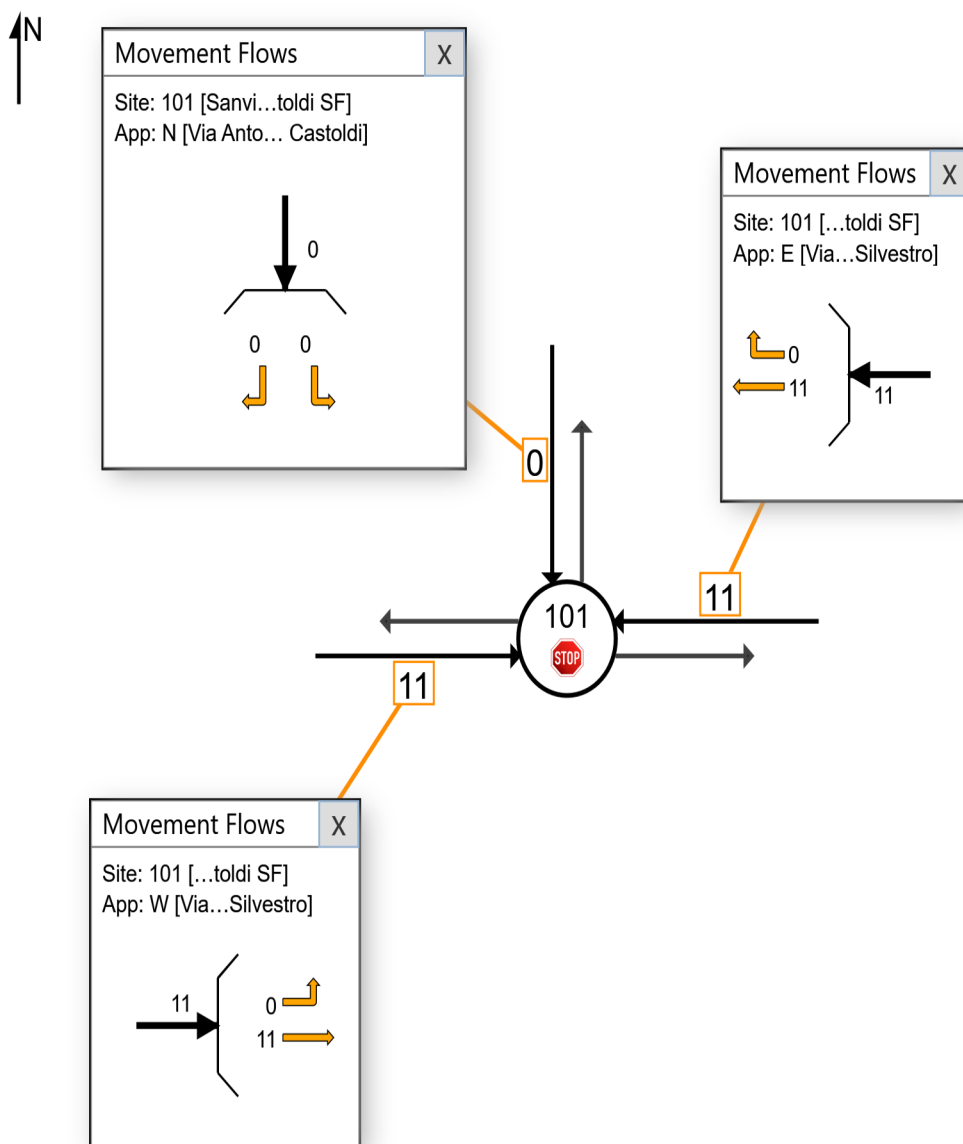 N
Movement Flows X
Site: 101 [Sanvi...toldi SF]
App: N [Via Anto... Castoldi]
0
0 0
Movement Flows X
Site: 101 [...toldi SF]
App: E [Via...Silvestro]
0
11
11
0
11
101
STOP
11
Movement Flows X
Site: 101 [...toldi SF]
App: W [Via...Silvestro]
11
0
11